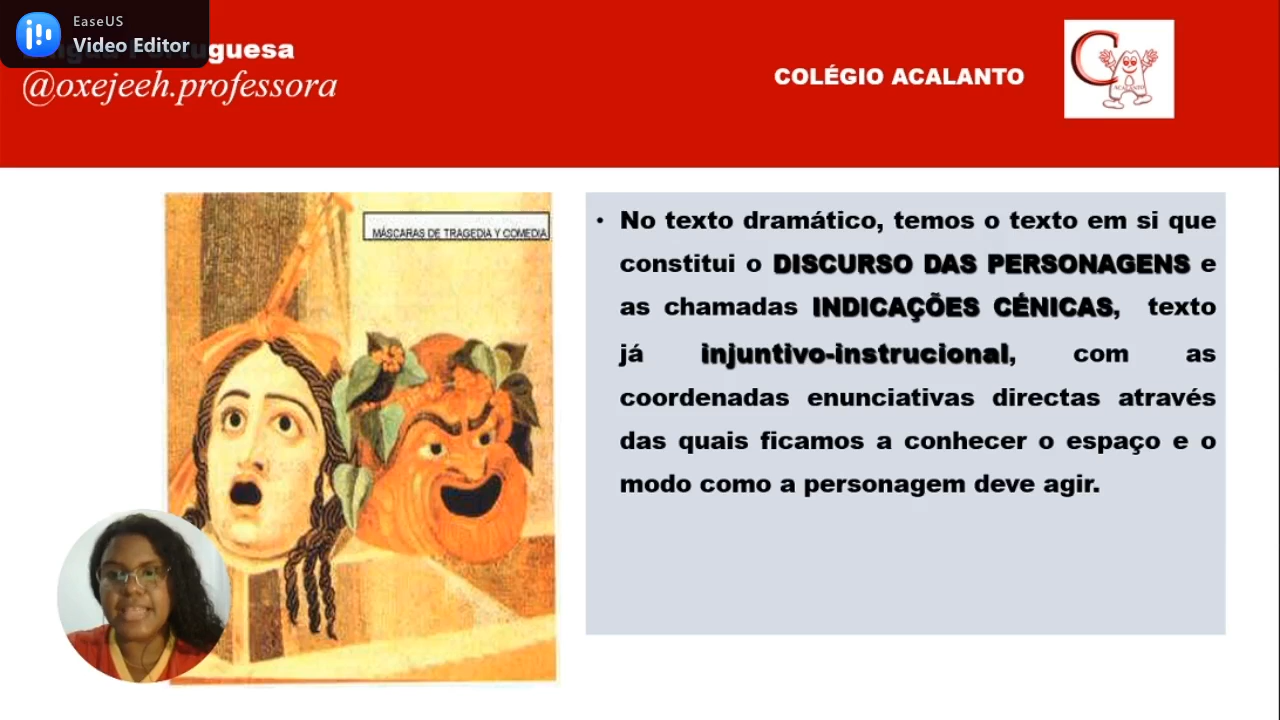 EaseUS
Video Editor
guesa
@oxejeeh.professora
COLÉGIO ACALANTO
C
ACALANTO
MÁSCARAS DE TRAGEDIA Y COMEDIA
• No texto dramático, temos o texto em si que
constitui o DISCURSO DAS PERSONAGENS e
as chamadas INDICAÇÕES CÉNICAS, texto
já injuntivo-instrucional, com as
coordenadas enunciativas directas através
das quais ficamos a conhecer o espaço e o
modo como a personagem deve agir.